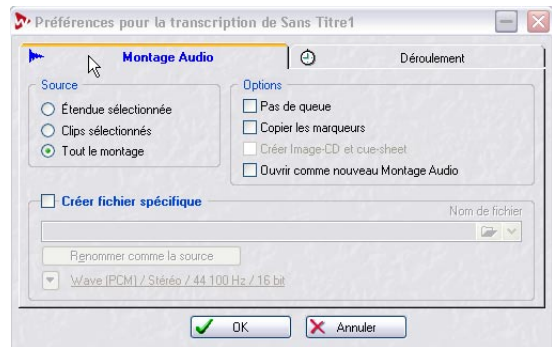 Préférences pour la transcription de Sans Titre1
Montage Audio
Déroulement
Source
Étendue sélectionnée
Clips sélectionnés
Tout le montage
Options
Pas de queue
Copier les marqueurs
Créer Image-CD et cue-sheet
Ouvrir comme nouveau Montage Audio
Créer fichier spécifique
Nom de fichier
Renommer comme la source
Wave (PCM) / Stéréo / 44 100 Hz / 16 bit
OK
Annuler